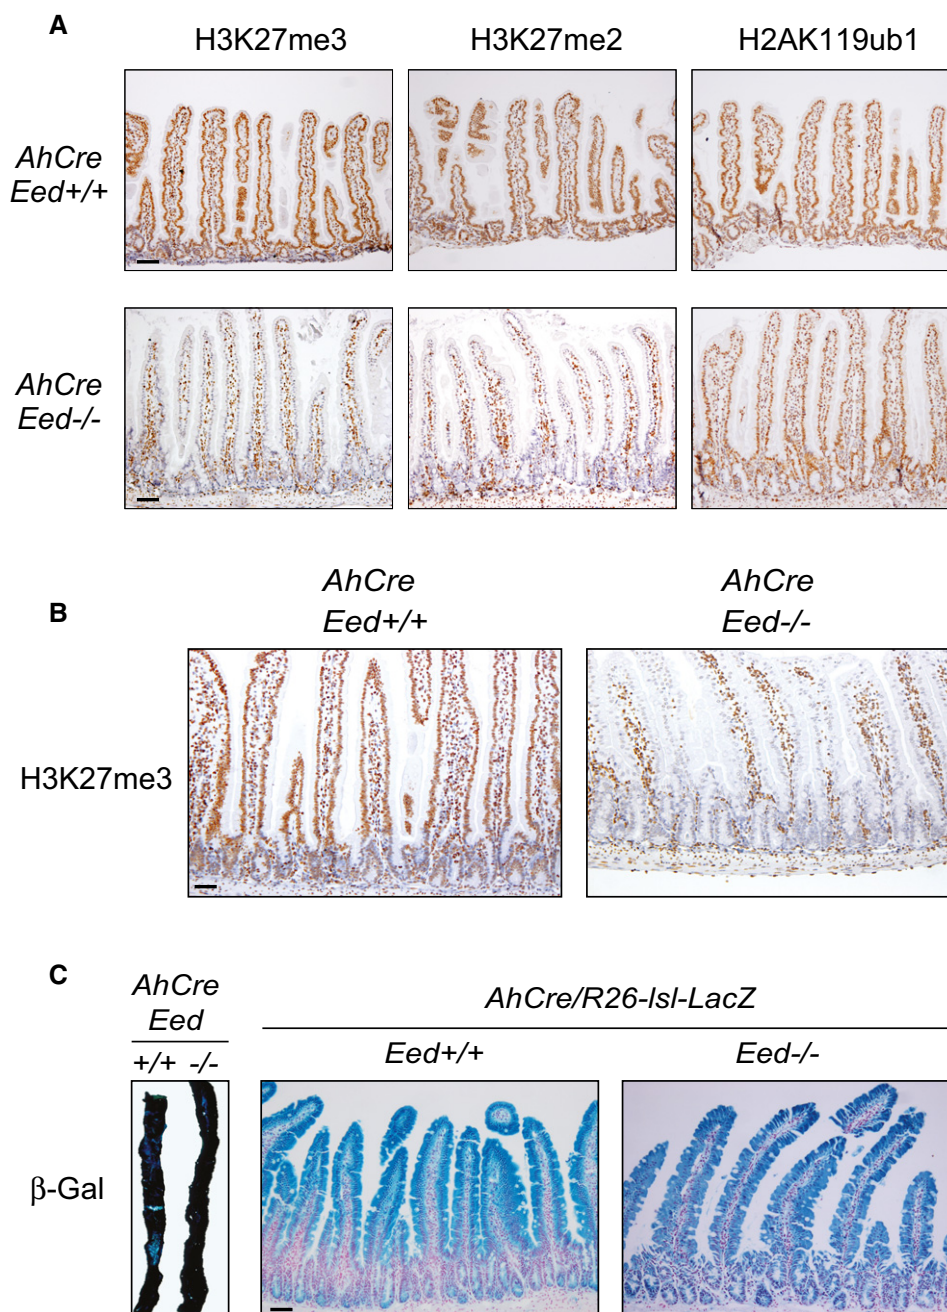 A
H3K27me3 H3K27me2 H2AK119ub1
AhCre
Eed+/+
AhCre
Eed-/-
B
AhCre
Eed+/+
AhCre
Eed-/-
H3K27me3
C
AhCre
Eed
+/+ -/-
AhCre/R26-lsl-LacZ
Eed+/+ Eed-/-
β-Gal